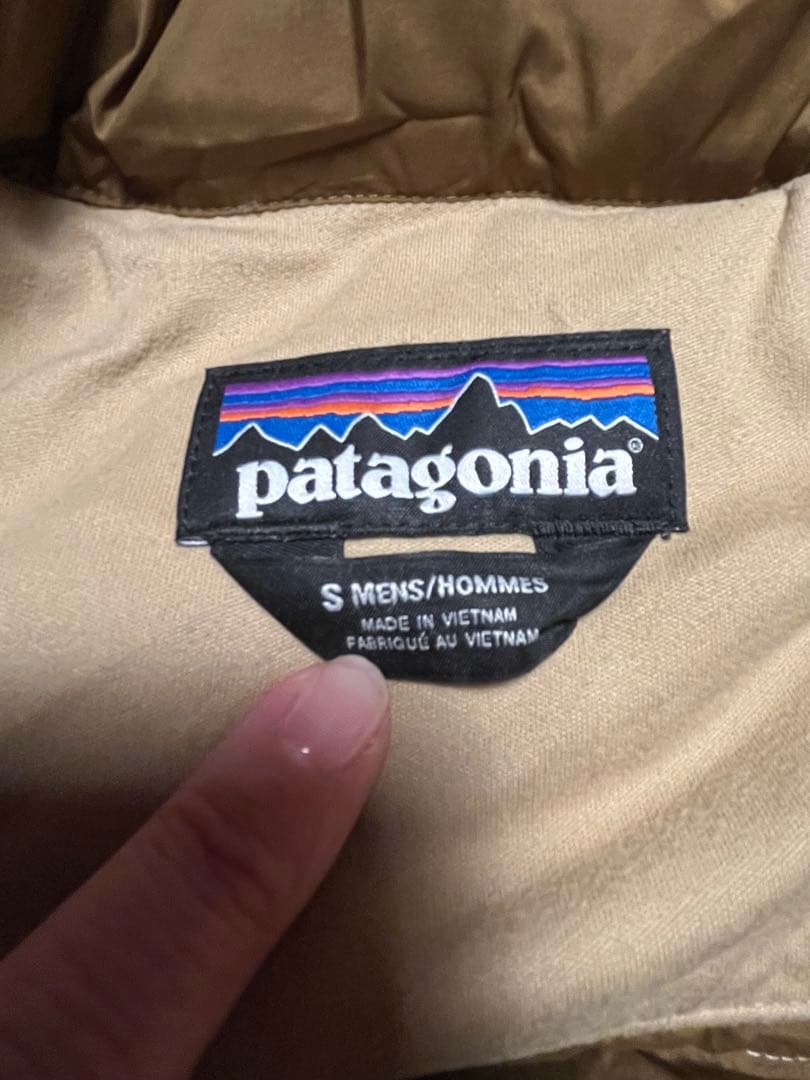 patagonia®
S MENS/HOMMES
MADE IN VIETNAM
FABRIQUÉ AU VIETNAM